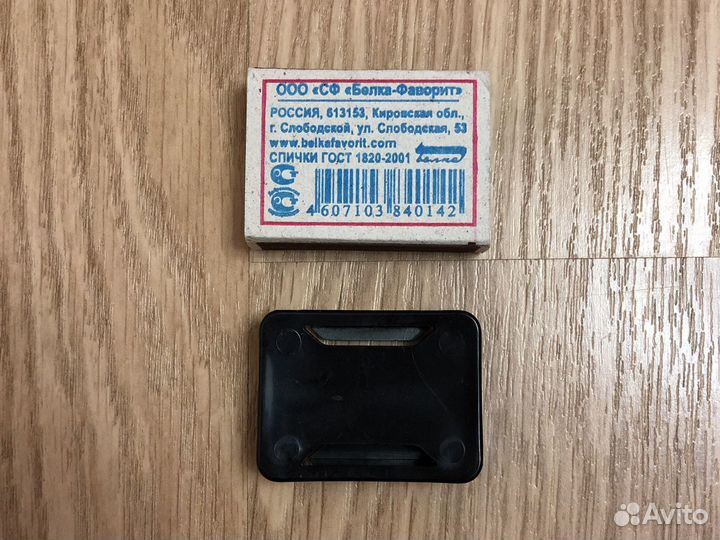 ООО «СФ «Белка-Фаворит»
РОССИЯ, 613153, Кировская обл.,
г. Слободской, ул. Слободская, 53
www.belkafavorit.com
СПИЧКИ ГОСТ 1820-2001 Белка
4 607103 840142
Avito